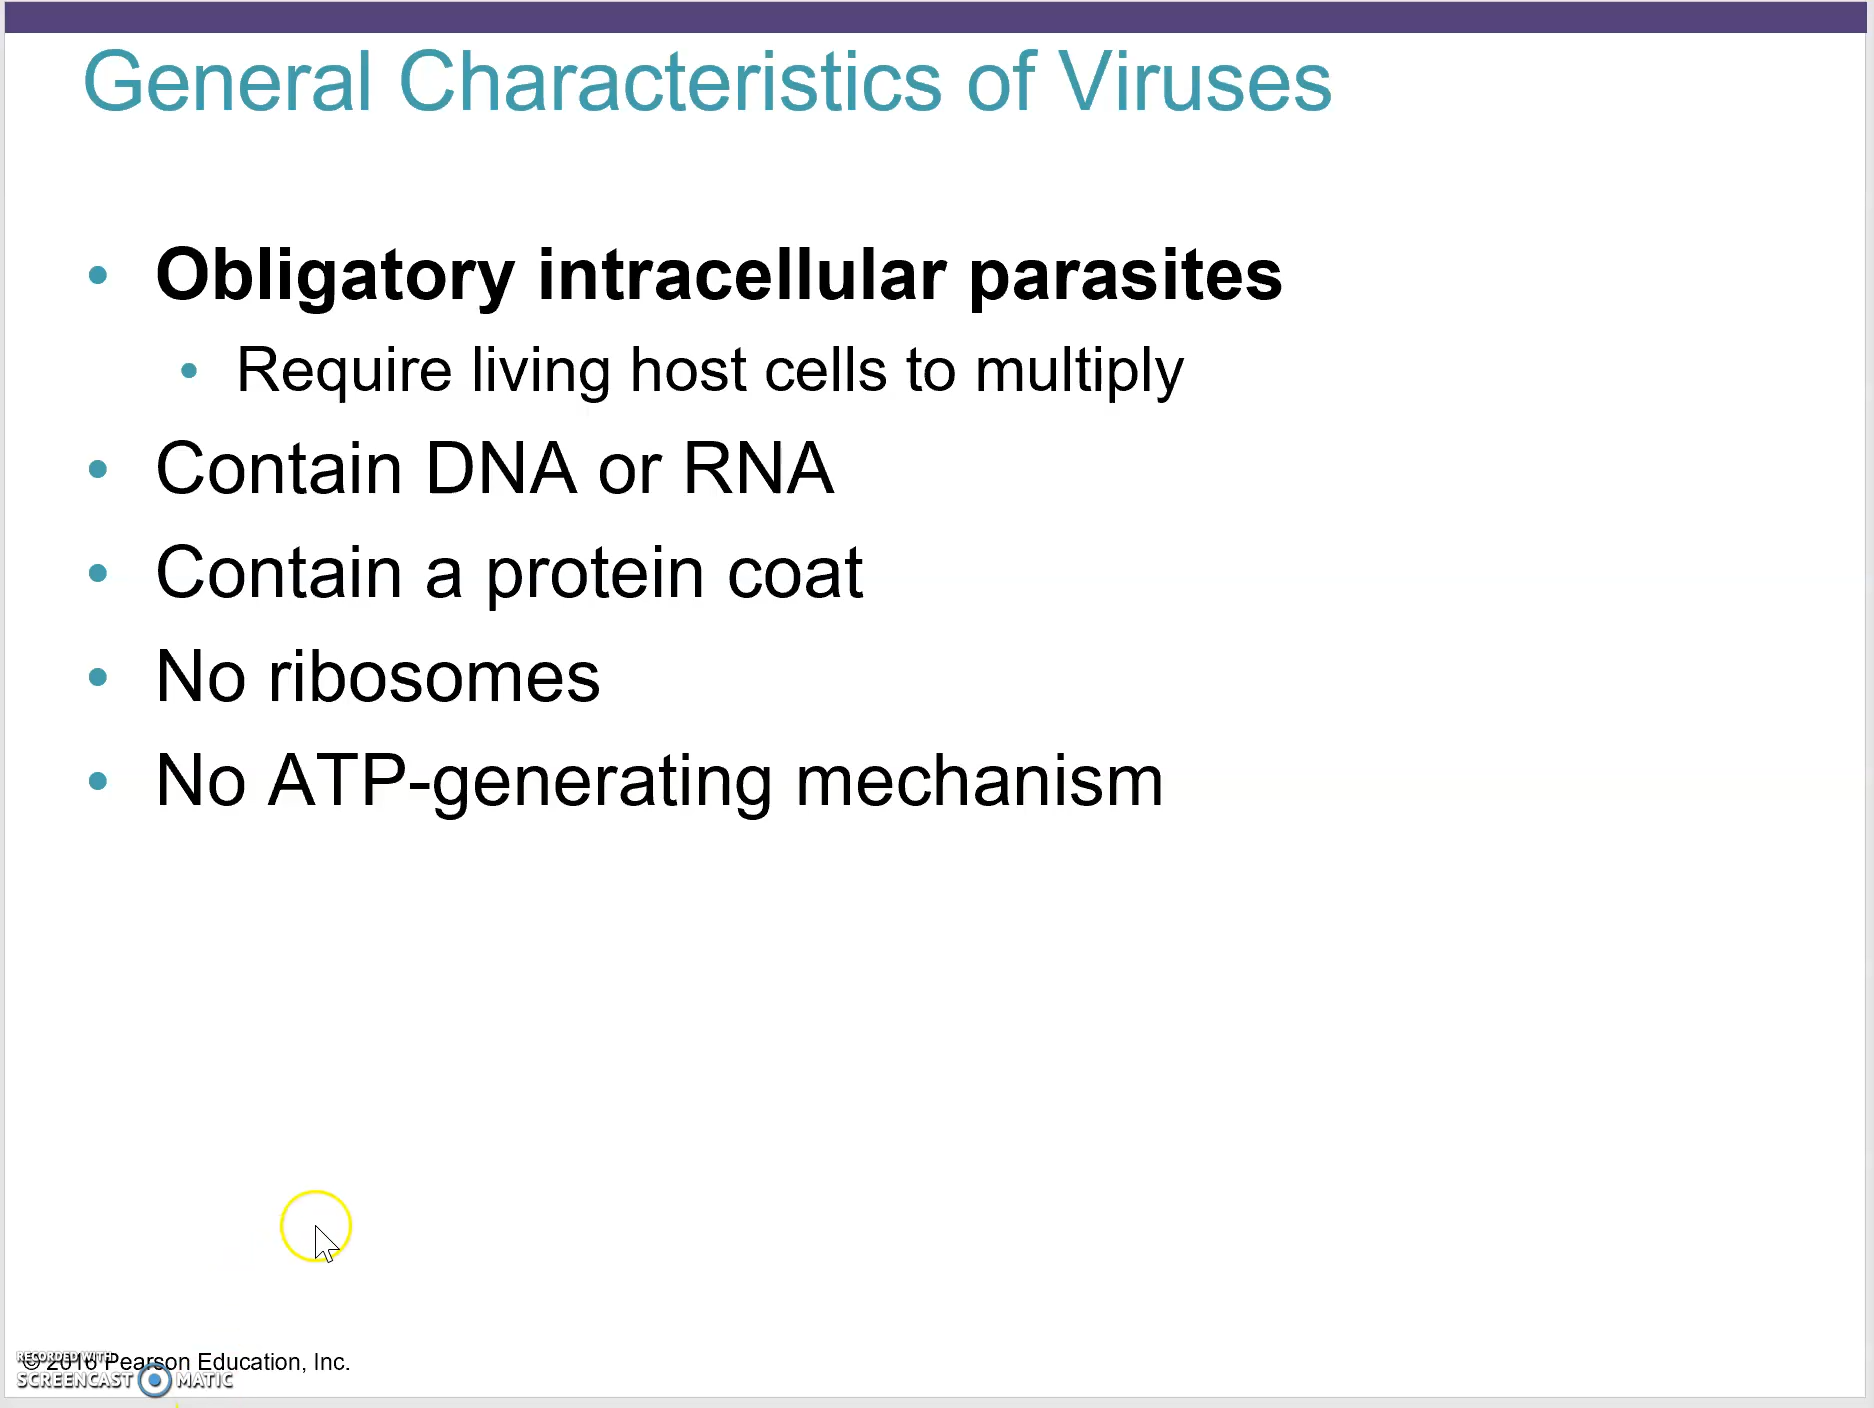 General Characteristics of Viruses
• Obligatory intracellular parasites
• Require living host cells to multiply
• Contain DNA or RNA
• Contain a protein coat
• No ribosomes
• No ATP-generating mechanism
RECORDED WITH
© 2016 Pearson Education, Inc.
SCREENCAST MATIC